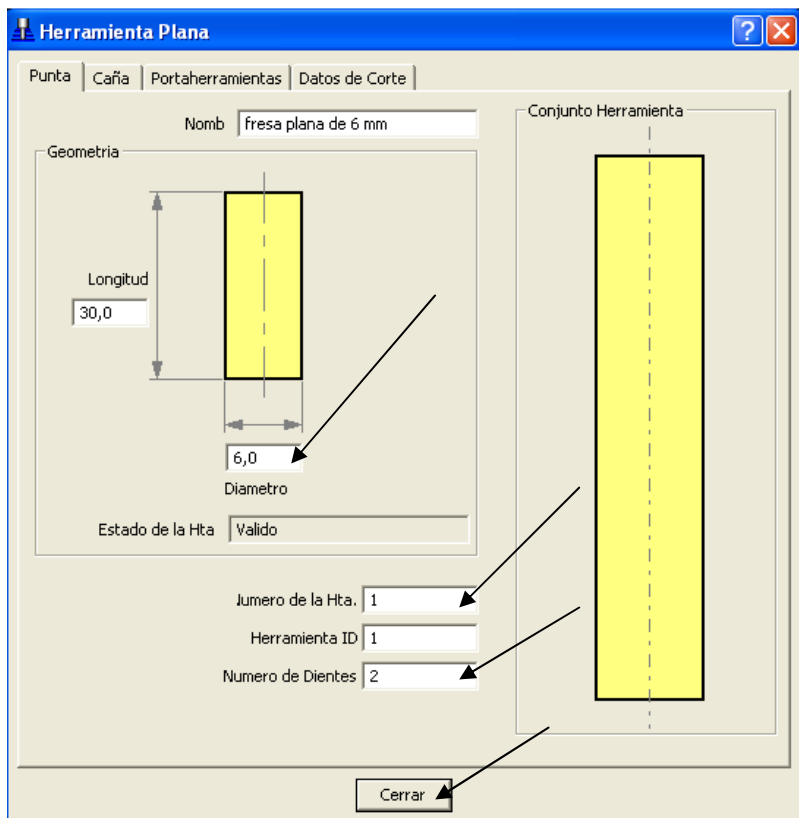 Herramienta Plana
Punta Caña Portaherramientas Datos de Corte
Nomb fresa plana de 6 mm
Geometria
Longitud
30,0
6,0
Diametro
Estado de la Hta Valido
Jumero de la Hta. 1
Herramienta ID 1
Numero de Dientes 2
Conjunto Herramienta
Cerrar